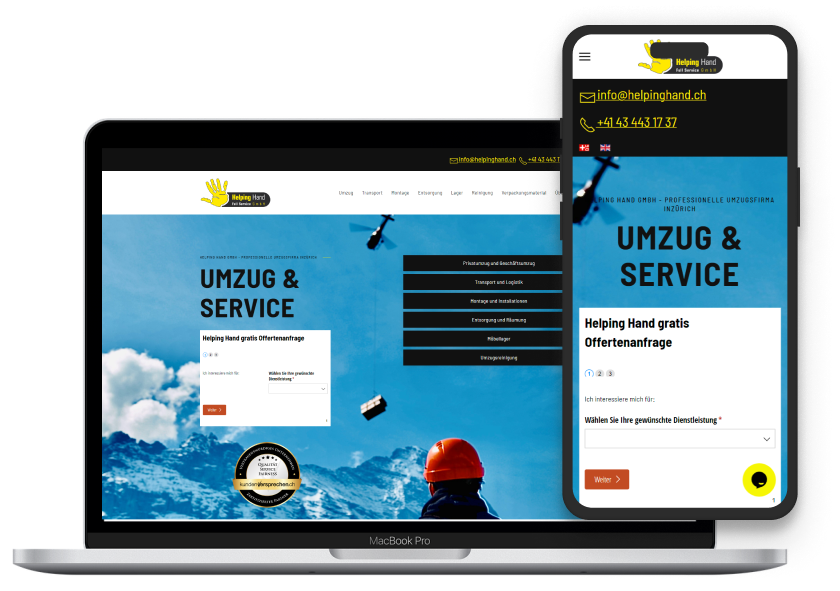 info@helpinghand.ch
+41 43 443 1
Helping Hand
Full Service GmbH
Umzug
Transport
Montage
Entsorgung
Lager
Reinigung
Verpackungsmaterial
HELPING HAND GMBH - PROFESSIONELLE UMZUGSFIRMA INZÜRICH
UMZUG &
SERVICE
Helping Hand gratis Offertenanfrage
1 2 3
Ich interessiere mich für:
Wählen Sie Ihre gewünschte
Dienstleistung *
Weiter
Privatumzug und Geschäftsumzug
Transport und Logistik
Montage und Installationen
Entsorgung und Räumung
Möbellager
Umzugsreinigung
QUALITÄT
SERVICE
FAIRNESS
kundenversprechen.ch
MacBook Pro
Helping Hand
Full Service GmbH
info@helpinghand.ch
+41 43 443 17 37
HELPING HAND GMBH - PROFESSIONELLE UMZUGSFIRMA
INZÜRICH
UMZUG &
SERVICE
Helping Hand gratis
Offertenanfrage
1 2 3
Ich interessiere mich für:
Wählen Sie Ihre gewünschte Dienstleistung *
Weiter